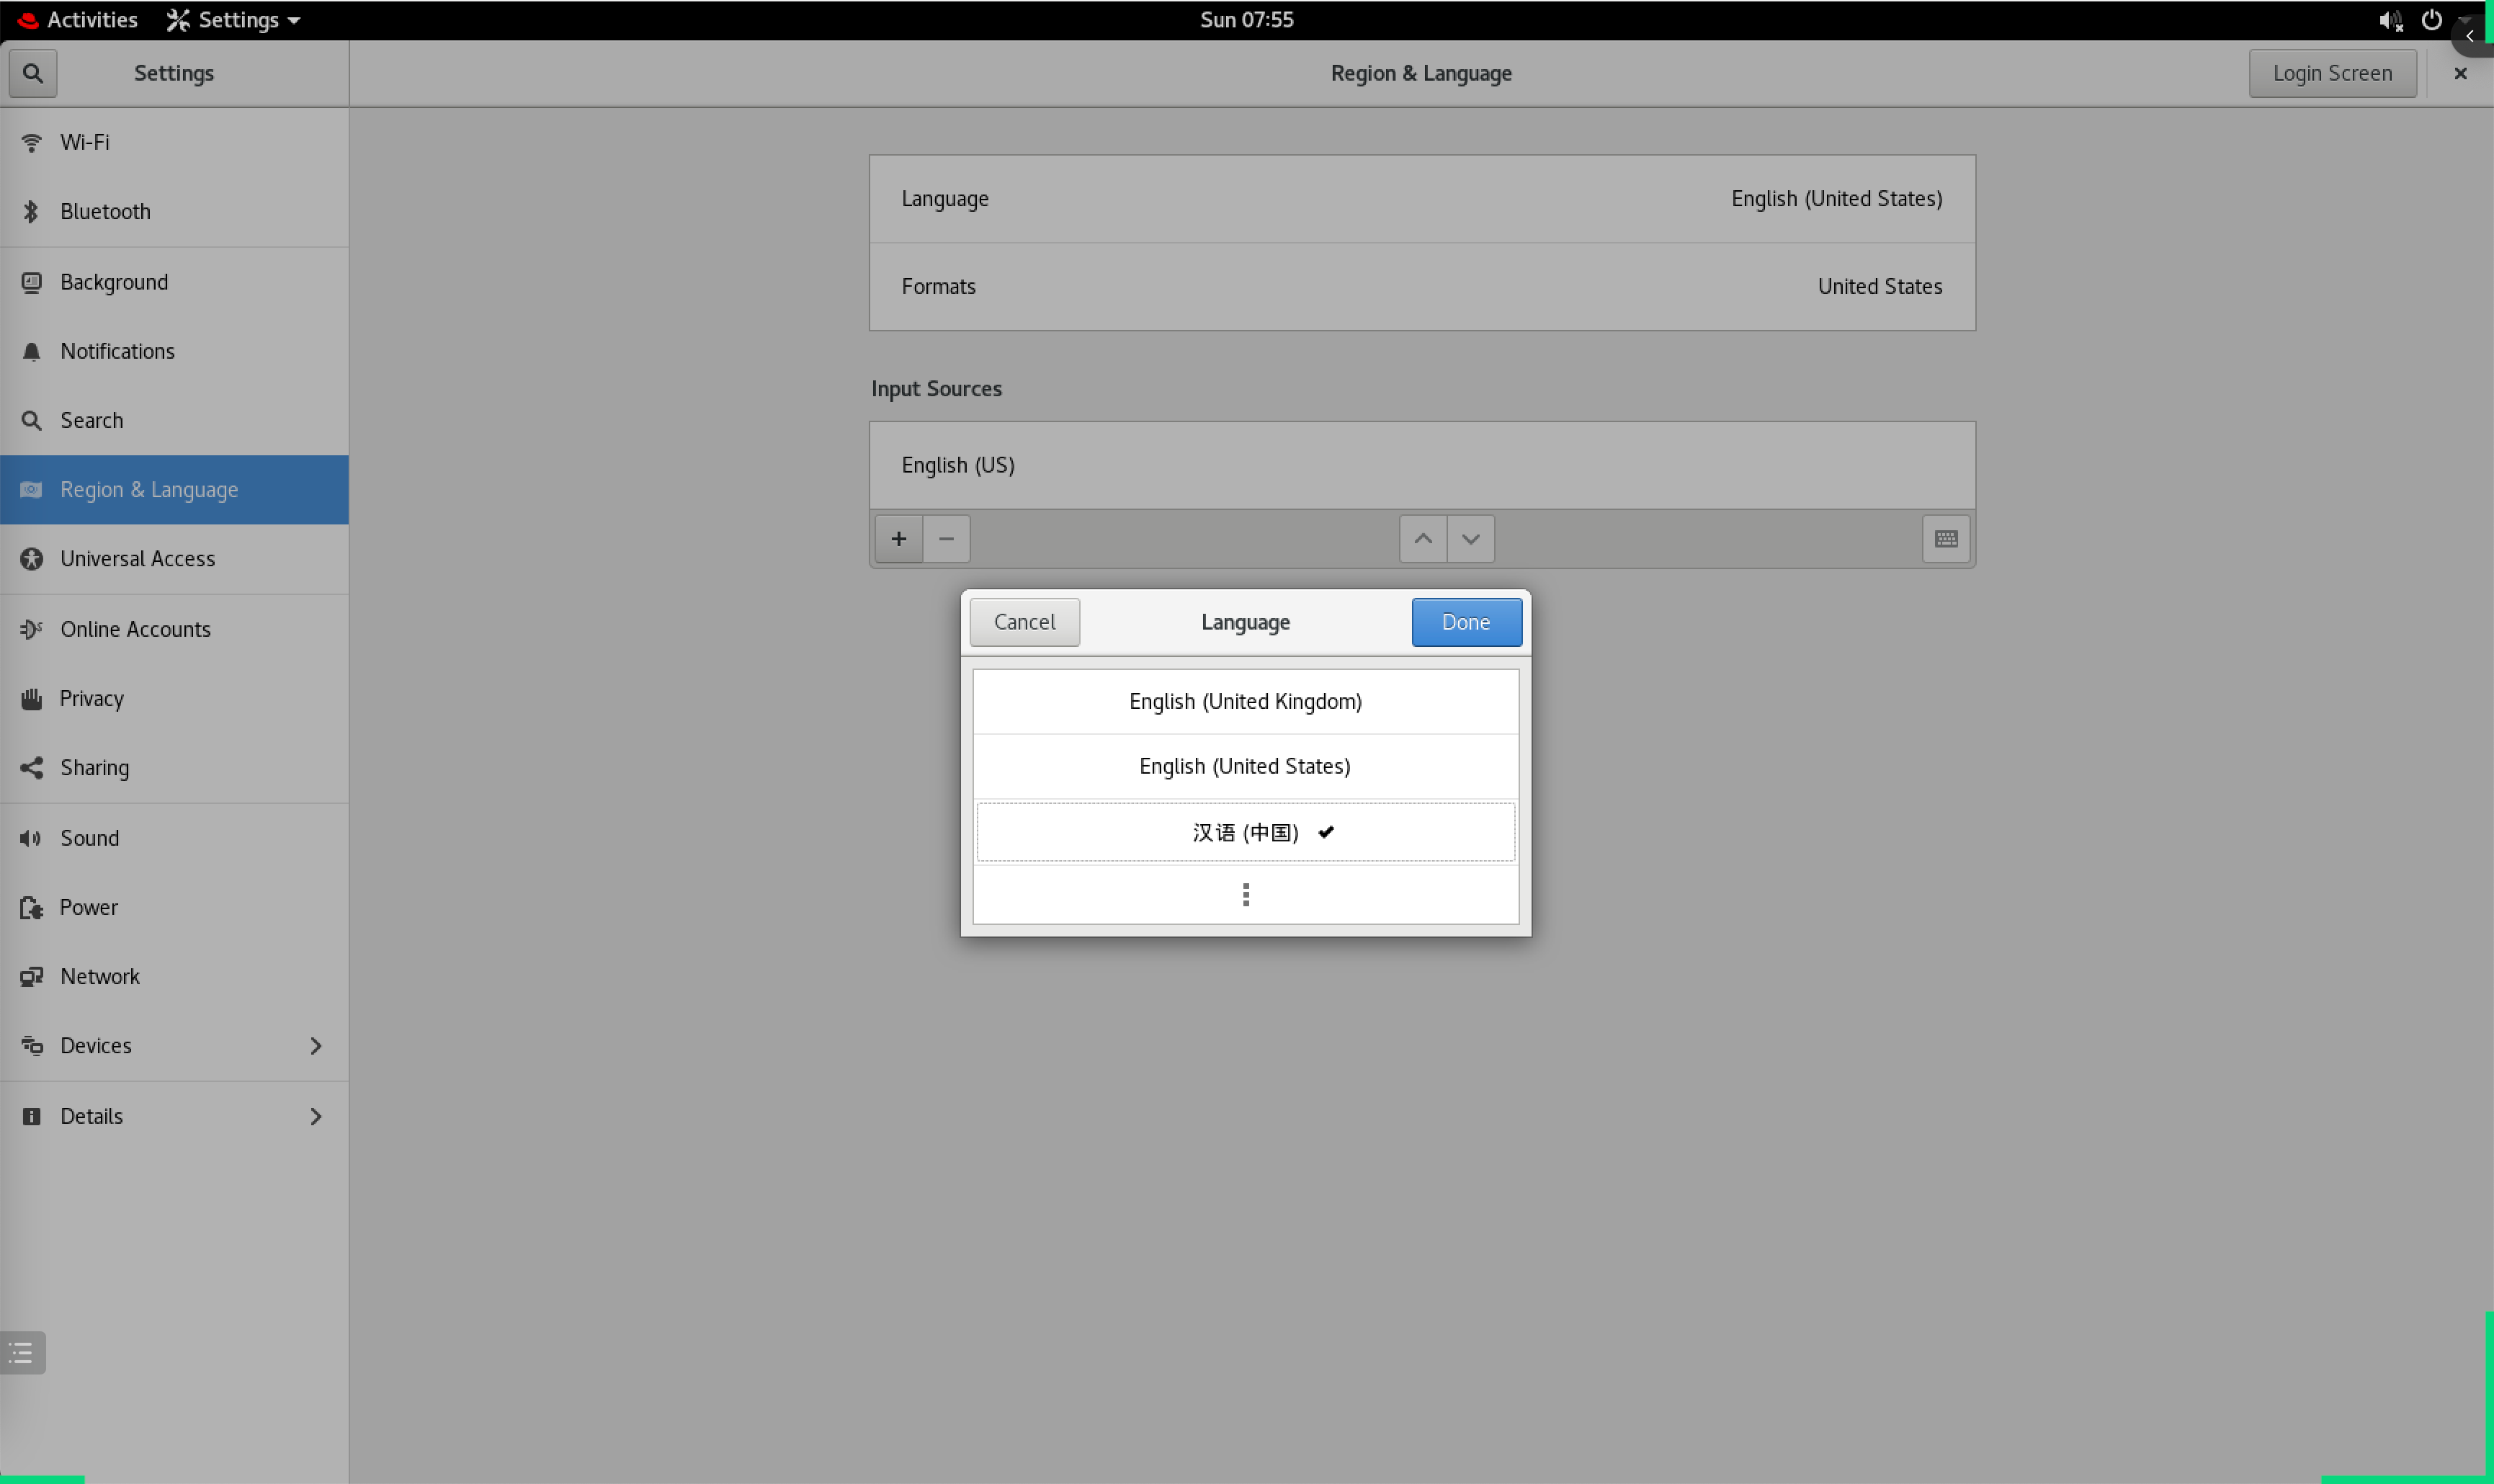 Activities Settings Sun 07:55
Settings Region & Language Login Screen
Wi-Fi
Bluetooth
Background
Notifications
Search
Region & Language
Universal Access
Online Accounts
Privacy
Sharing
Sound
Power
Network
Devices
Details
Language English (United States)
Formats United States
Input Sources
English (US)
Cancel Language Done
English (United Kingdom)
English (United States)
汉语 (中国)